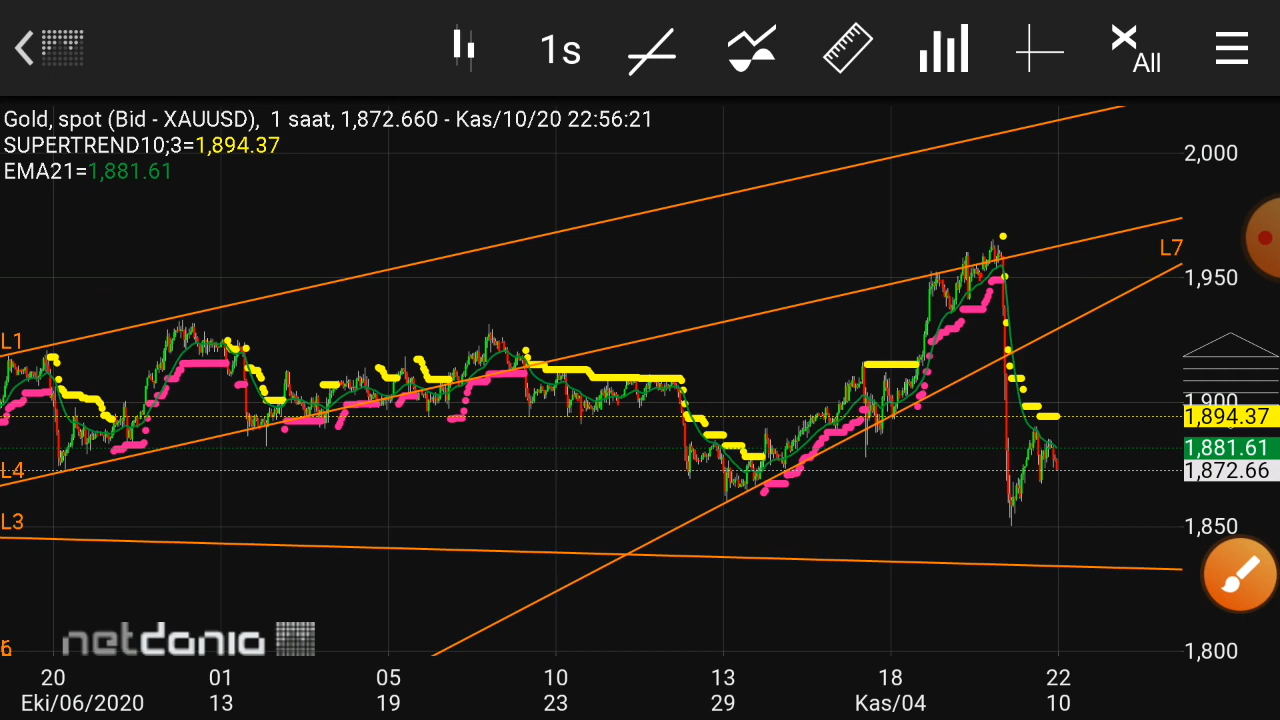 1s
All
Gold, spot (Bid - XAUUSD), 1 saat, 1,872.660 - Kas/10/20 22:56:21
SUPERTREND10;3=1,894.37
EMA21=1,881.61
2,000
L7
1,950
L1
1,900
1,894.37
1,881.61
L4
1,872.66
L3
1,850
6
netdania
1,800
20 01 05 10 13 18 22
Eki/06/2020 13 19 23 29 Kas/04 10